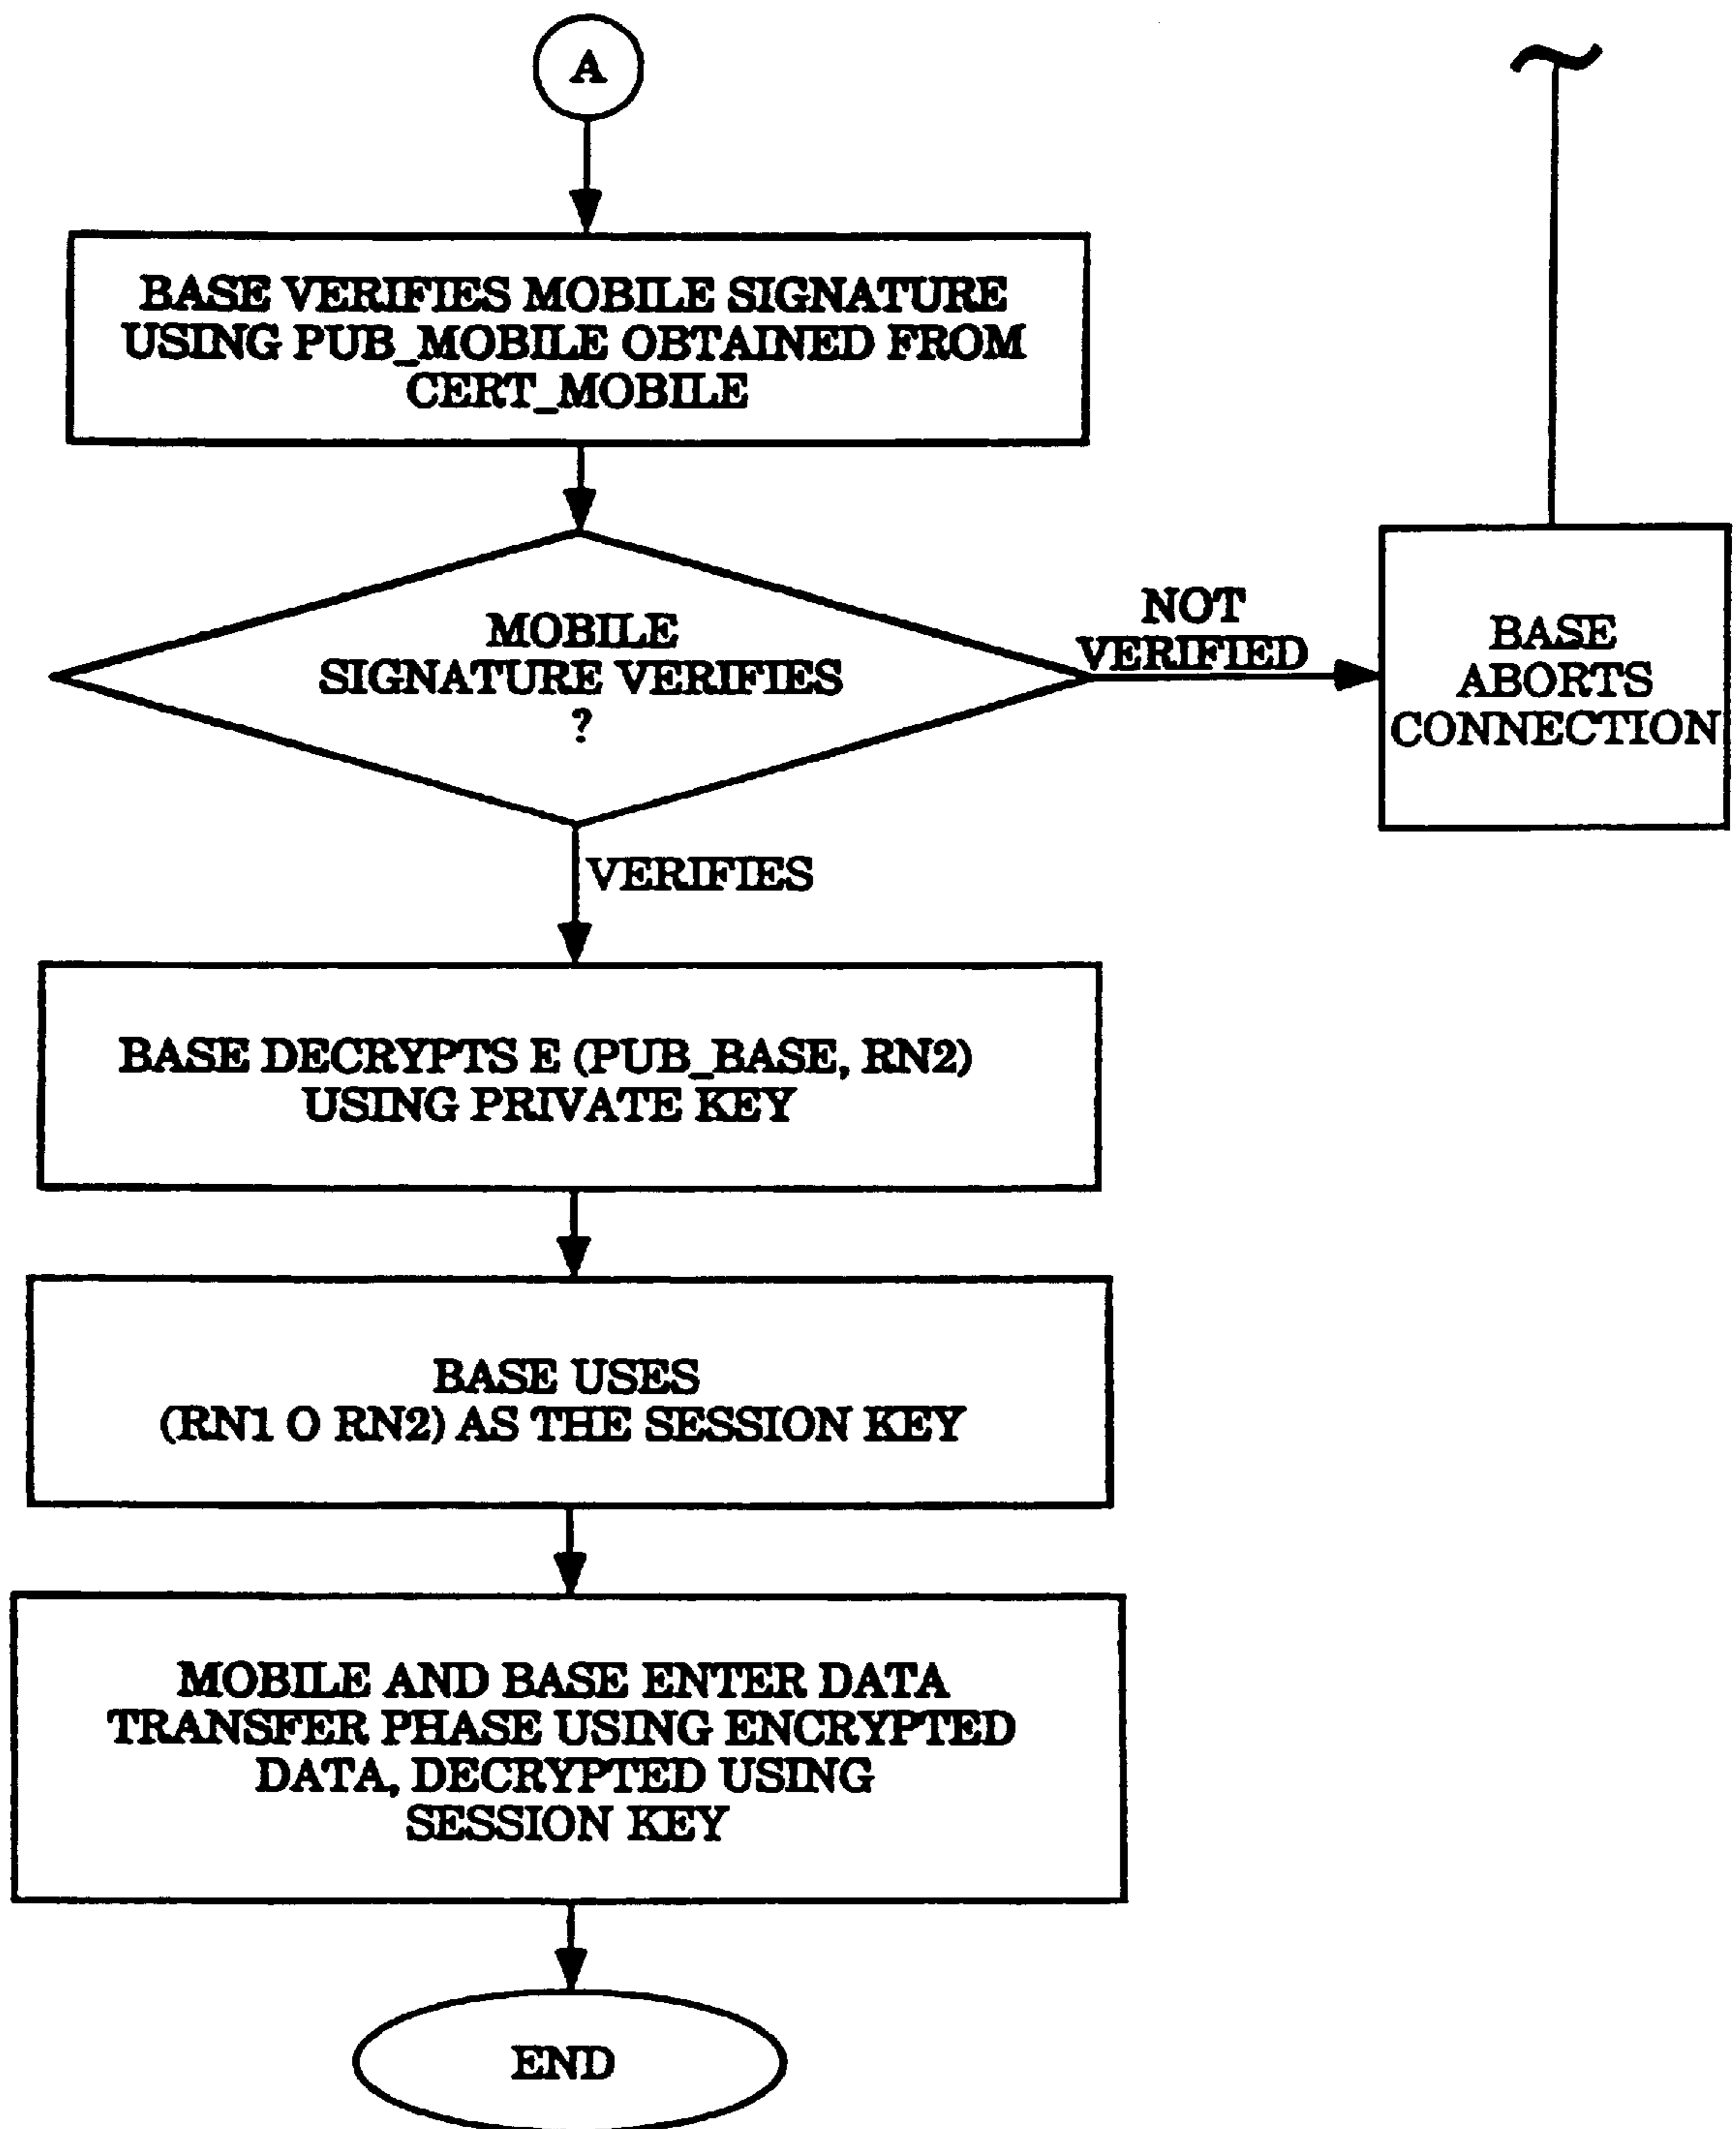 A
BASE VERIFIES MOBILE SIGNATURE
USING PUB_MOBILE OBTAINED FROM
CERT_MOBILE
MOBILE
SIGNATURE VERIFIES
?
NOT
VERIFIED
BASE
ABORTS
CONNECTION
VERIFIES
BASE DECRYPTS E (PUB_BASE, RN2)
USING PRIVATE KEY
BASE USES
(RN1 O RN2) AS THE SESSION KEY
MOBILE AND BASE ENTER DATA
TRANSFER PHASE USING ENCRYPTED
DATA, DECRYPTED USING
SESSION KEY
END